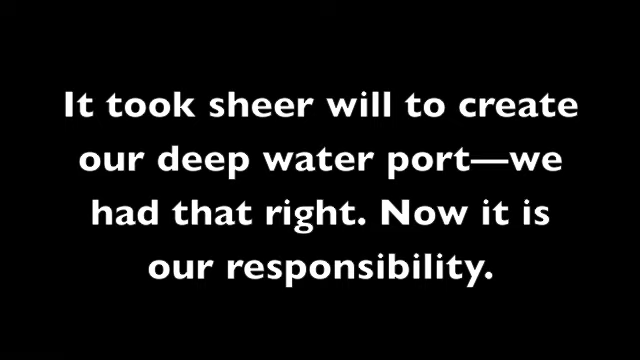 It took sheer will to create
our deep water port—we
had that right. Now it is
our responsibility.